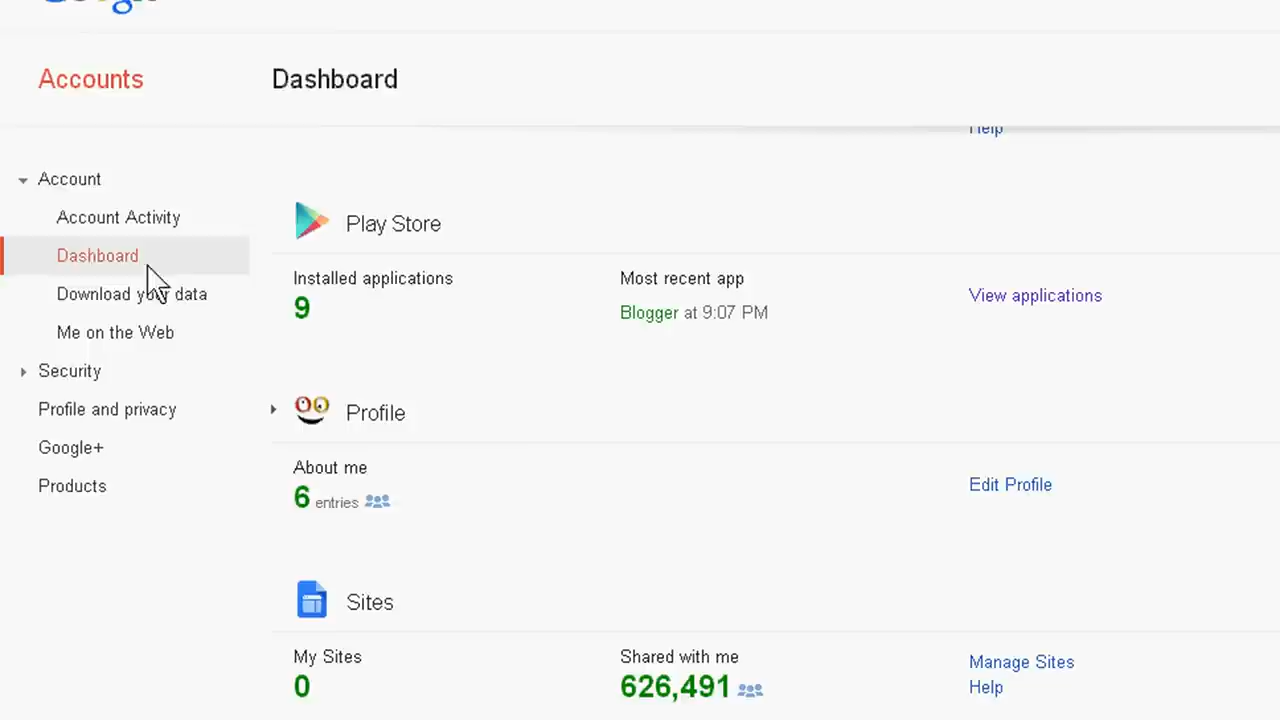 Accounts
Dashboard
Help
Account
Account Activity
Dashboard
Download your data
Me on the Web
Security
Profile and privacy
Google+
Products
Play Store
Installed applications
9
Most recent app
Blogger at 9:07 PM
View applications
Profile
About me
6 entries
Edit Profile
Sites
My Sites
0
Shared with me
626,491
Manage Sites
Help